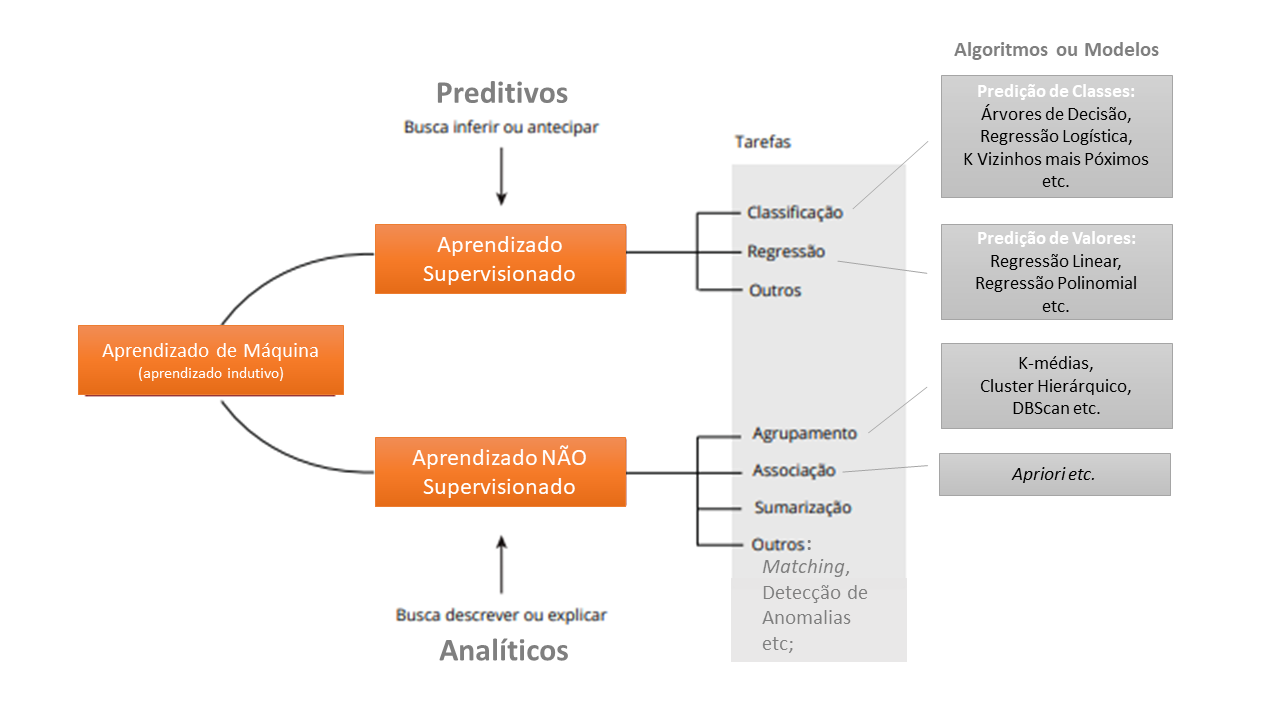 Algoritmos ou Modelos
Preditivos
Busca inferir ou antecipar
Tarefas
Predição de Classes:
Árvores de Decisão,
Regressão Logística,
K Vizinhos mais Póximos
etc.
Aprendizado
Supervisionado
Classificação
Regressão
Outros
Predição de Valores:
Regressão Linear,
Regressão Polinomial
etc.
Aprendizado de Máquina
(aprendizado indutivo)
K-médias,
Cluster Hierárquico,
DBScan etc.
Aprendizado NÃO
Supervisionado
Agrupamento
Associação
Sumarização
Outros:
Matching,
Detecção de
Anomalias
etc;
Apriori etc.
Busca descrever ou explicar
Analíticos